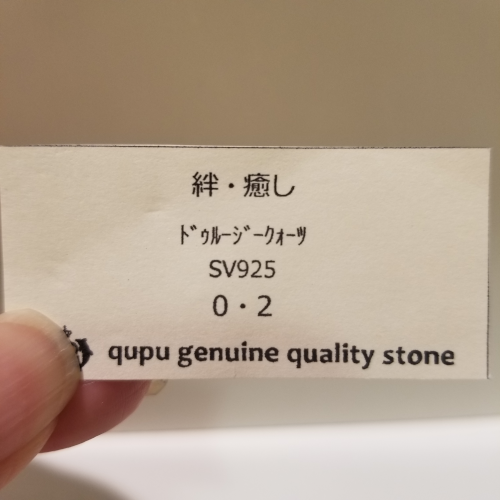 絆・癒し
ﾄﾞｩﾙｰｼﾞｰｸｫｰﾂ
SV925
0・2
qupu genuine quality stone